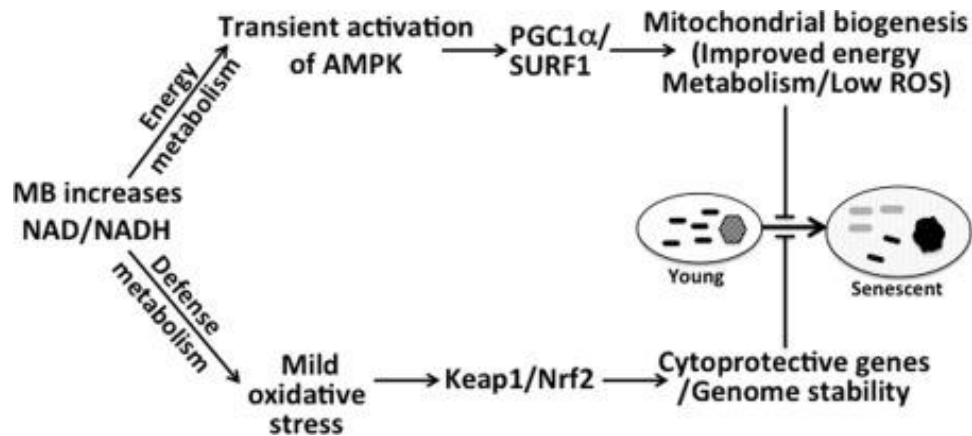 Transient activation
of AMPK
PGC1α/
SURF1
Mitochondrial biogenesis
(Improved energy
Metabolism/Low ROS)
Energy
metabolism
MB increases
NAD/NADH
Defense
metabolism
Young
Senescent
Mild
oxidative
stress
Keap1/Nrf2
Cytoprotective genes
/Genome stability